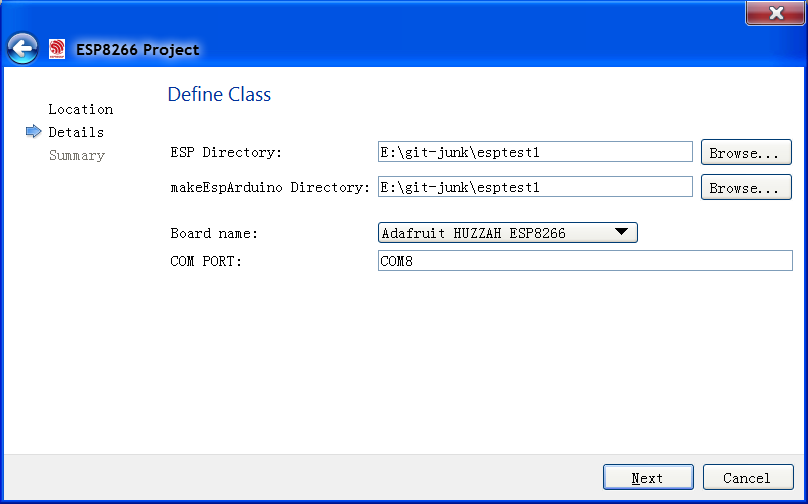 ESP8266 Project
Location
Details
Summary
Define Class
ESP Directory: E:\git-junk\esptest1 Browse...
makeEspArduino Directory: E:\git-junk\esptest1 Browse...
Board name: Adafruit HUZZAH ESP8266
COM PORT: COM8
Next Cancel